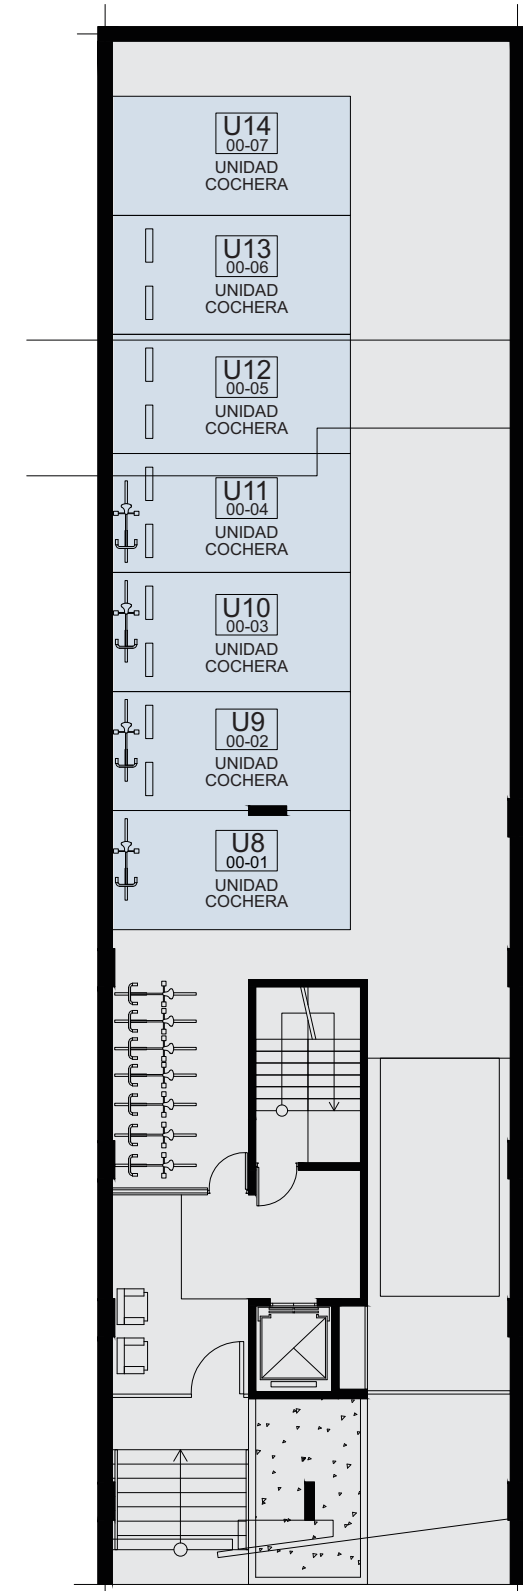 U14
00-07
UNIDAD
COCHERA
U13
00-06
UNIDAD
COCHERA
U12
00-05
UNIDAD
COCHERA
U11
00-04
UNIDAD
COCHERA
U10
00-03
UNIDAD
COCHERA
U9
00-02
UNIDAD
COCHERA
U8
00-01
UNIDAD
COCHERA